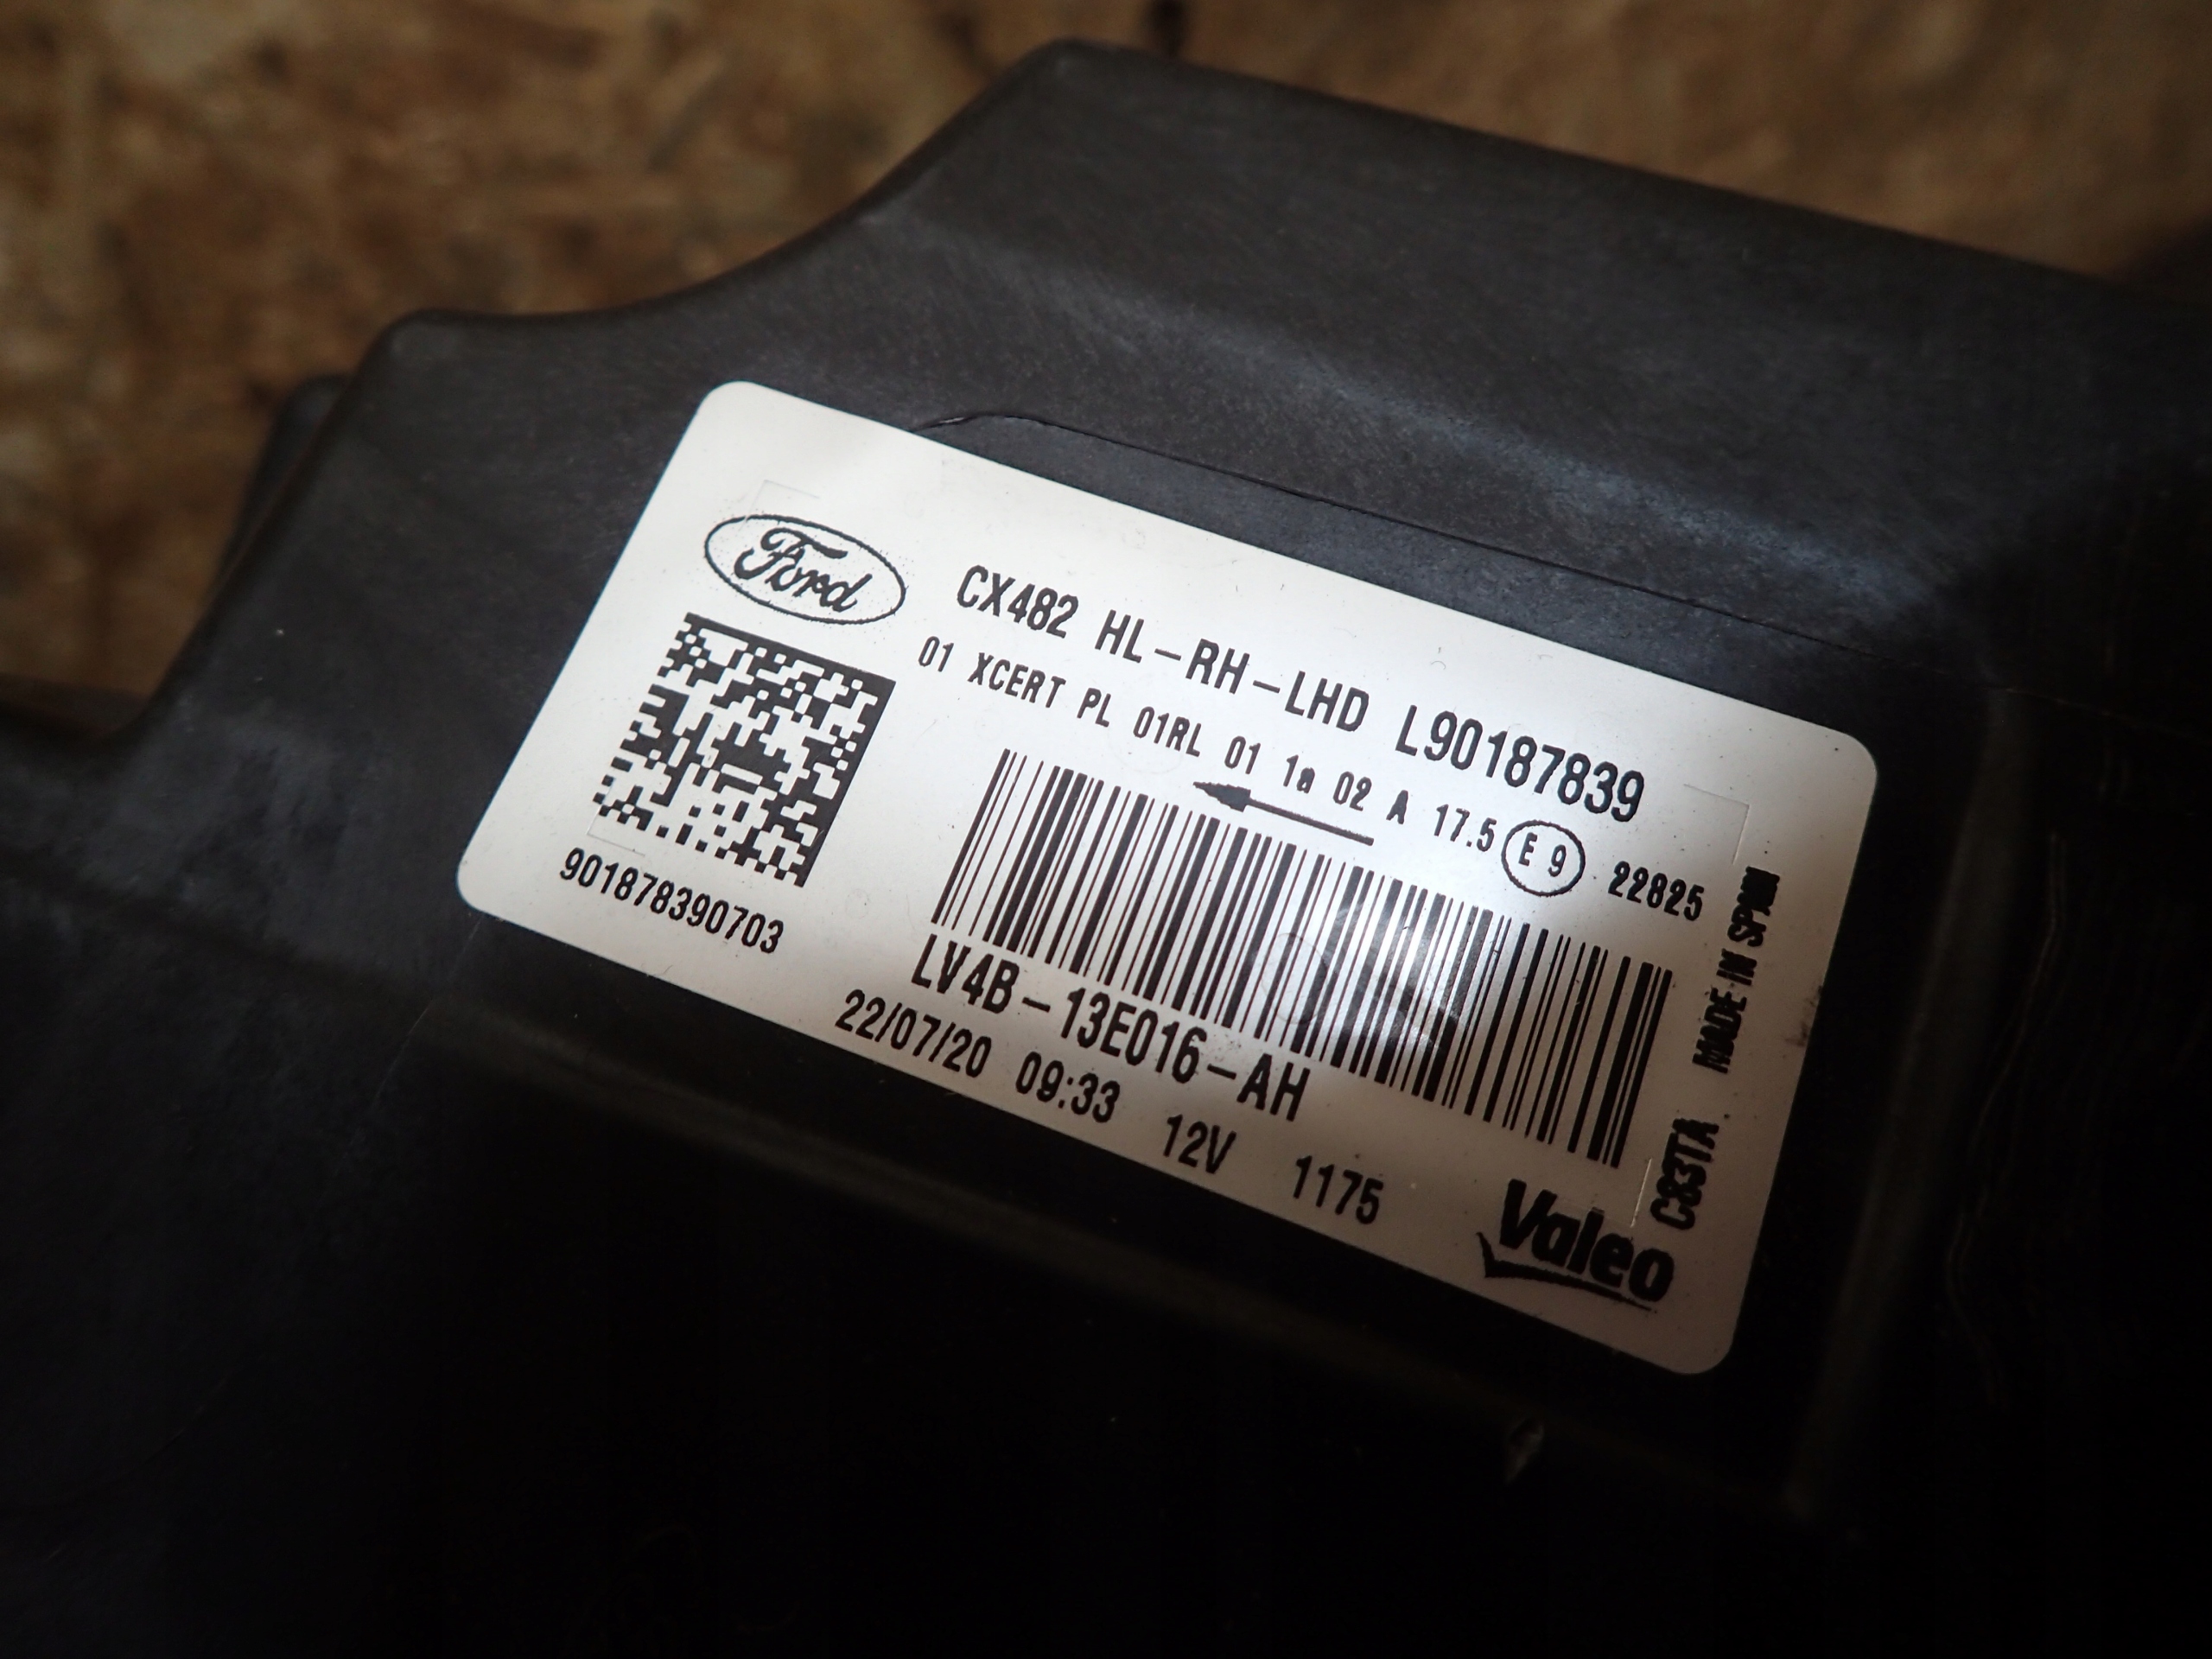 Ford
CX482 HL-RH-LHD L90187839
01 XCERT PL 01RL 01 1a 02 A 17.5 E 9 22825
901878390703
LV4B-13E016-AH
22/07/20 09:33 12V 1175
C83TA MADE IN SPAIN
Valeo